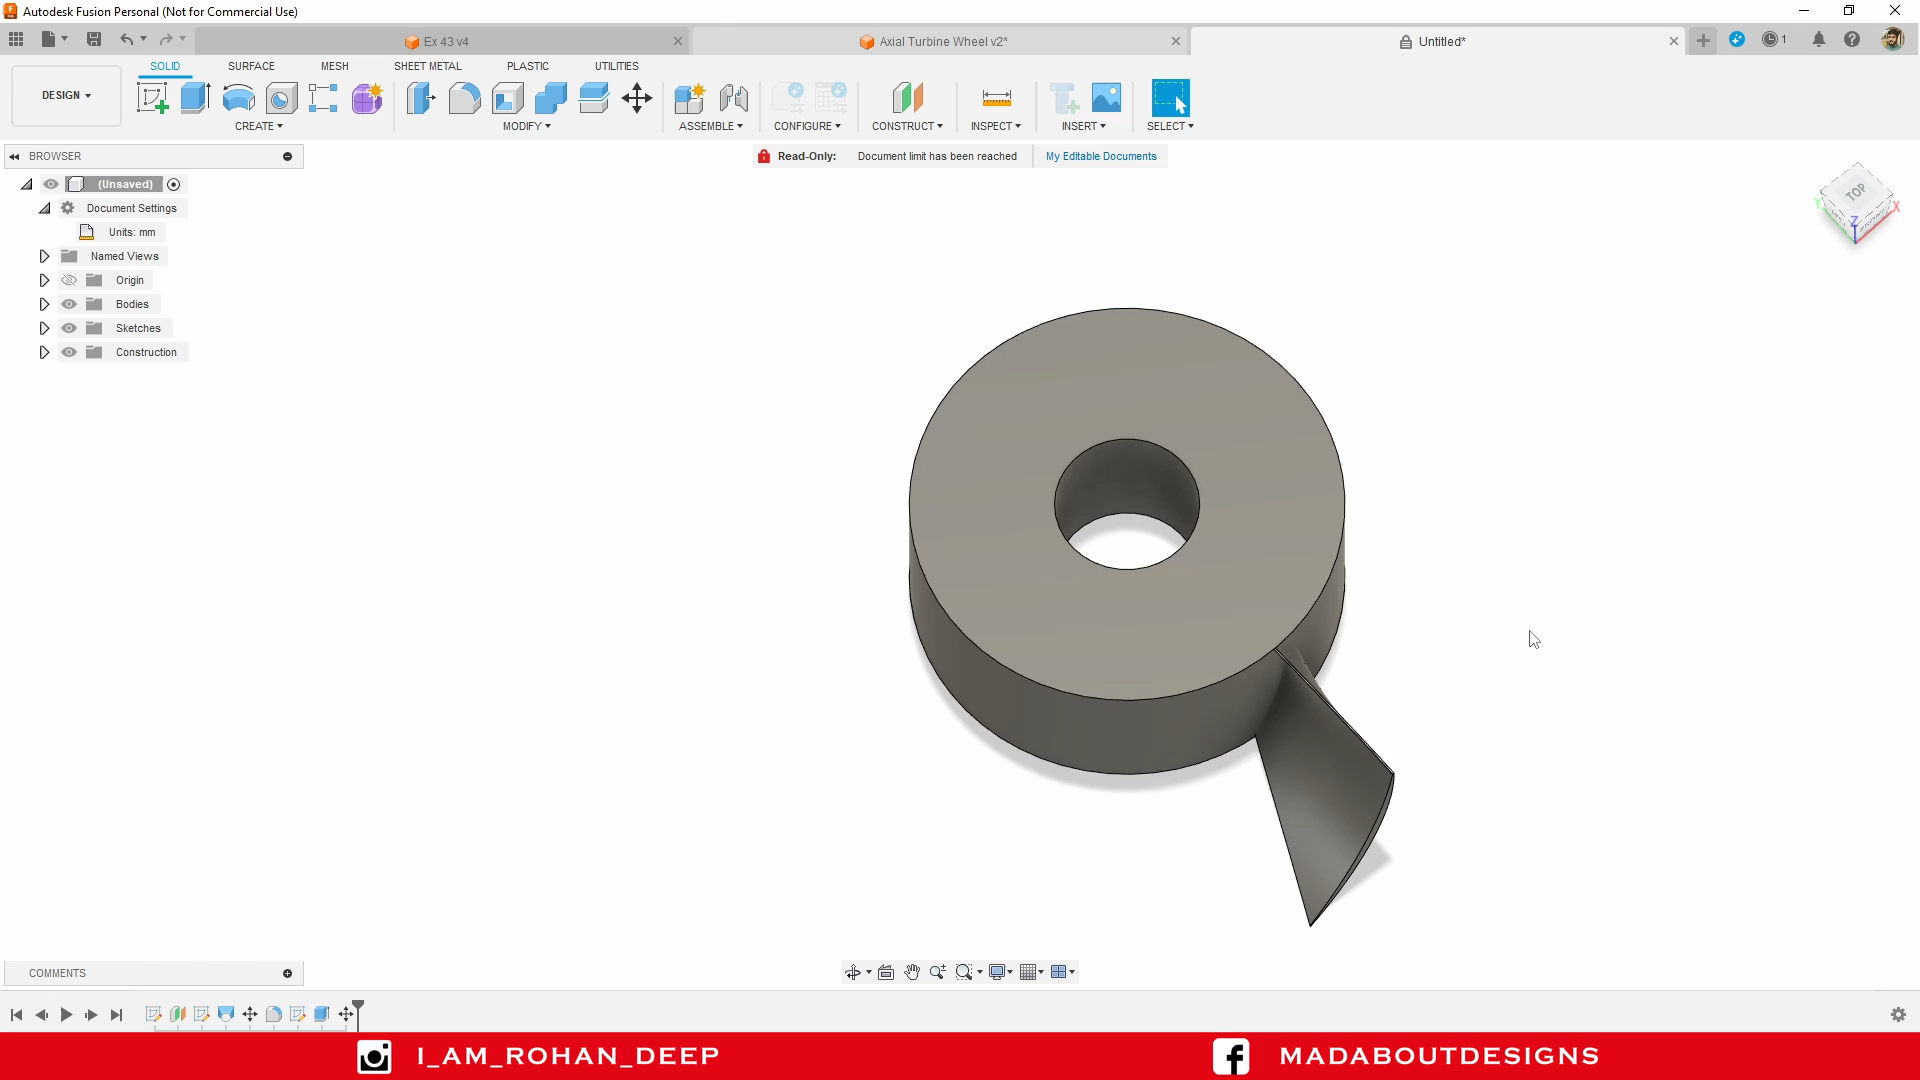 Autodesk Fusion Personal (Not for Commercial Use)
Ex 43 v4
Axial Turbine Wheel v2*
Untitled*
1
SOLID SURFACE MESH SHEET METAL PLASTIC UTILITIES
DESIGN
CREATE MODIFY ASSEMBLE CONFIGURE CONSTRUCT INSPECT INSERT SELECT
BROWSER
Read-Only: Document limit has been reached My Editable Documents
(Unsaved)
Document Settings
Units: mm
Named Views
Origin
Bodies
Sketches
Construction
TOP
X
Y
Z
COMMENTS
I_AM_ROHAN_DEEP
MADABOUTDESIGNS